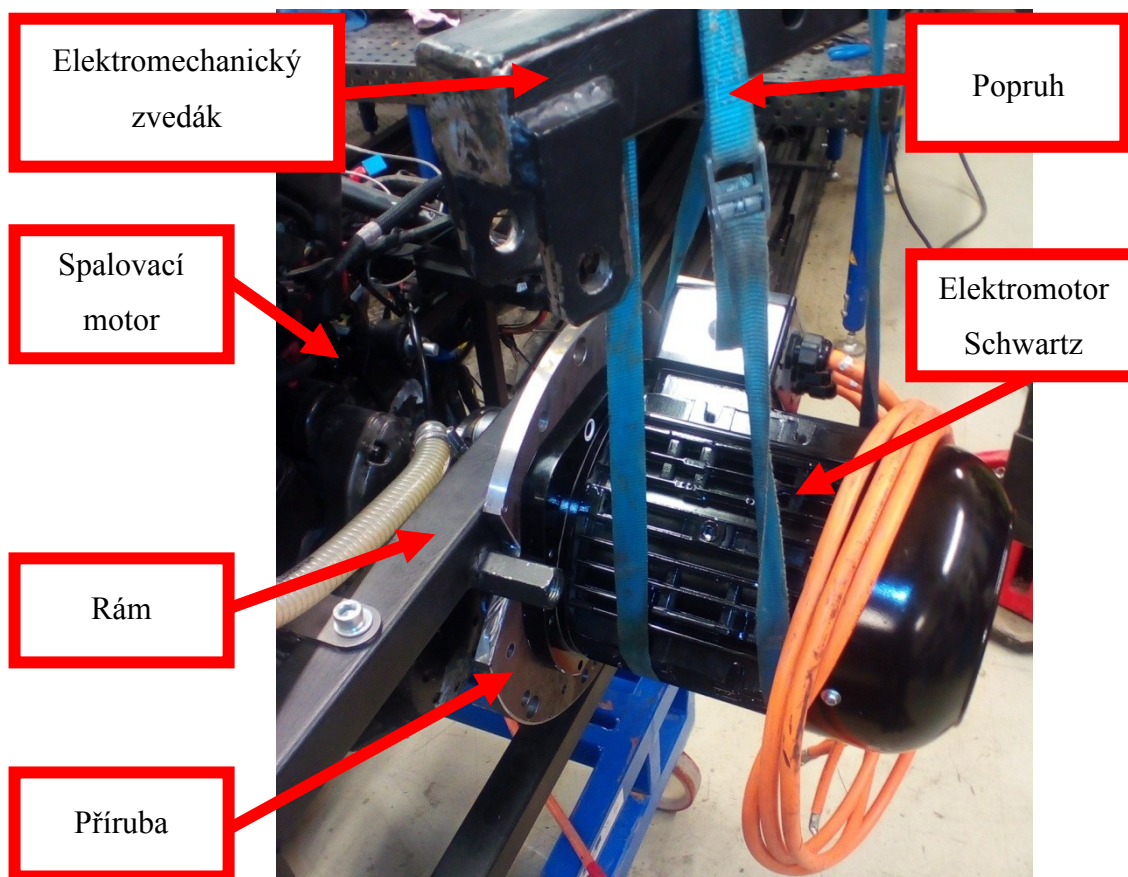 Elektromechanický
zvedák
Popruh
Spalovací
motor
Elektromotor
Schwartz
Rám
Příruba